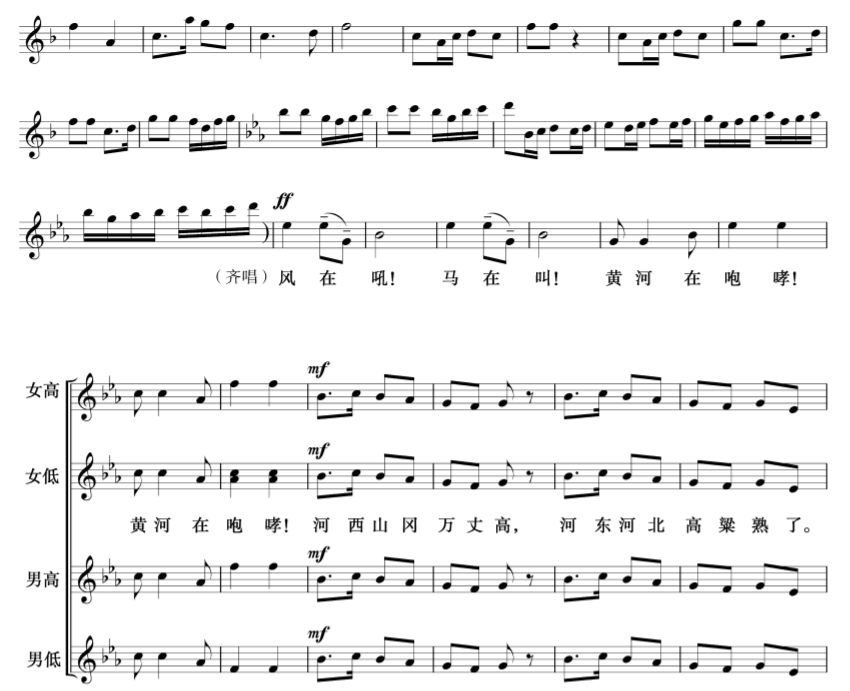 ff
（齐唱）风 在 吼！ 马 在 叫！ 黄 河 在 咆 哮！
mf
女高
mf
女低
黄 河 在 咆 哮！ 河 西 山 冈 万 丈 高， 河 东 河 北 高 粱 熟 了。
mf
男高
mf
男低